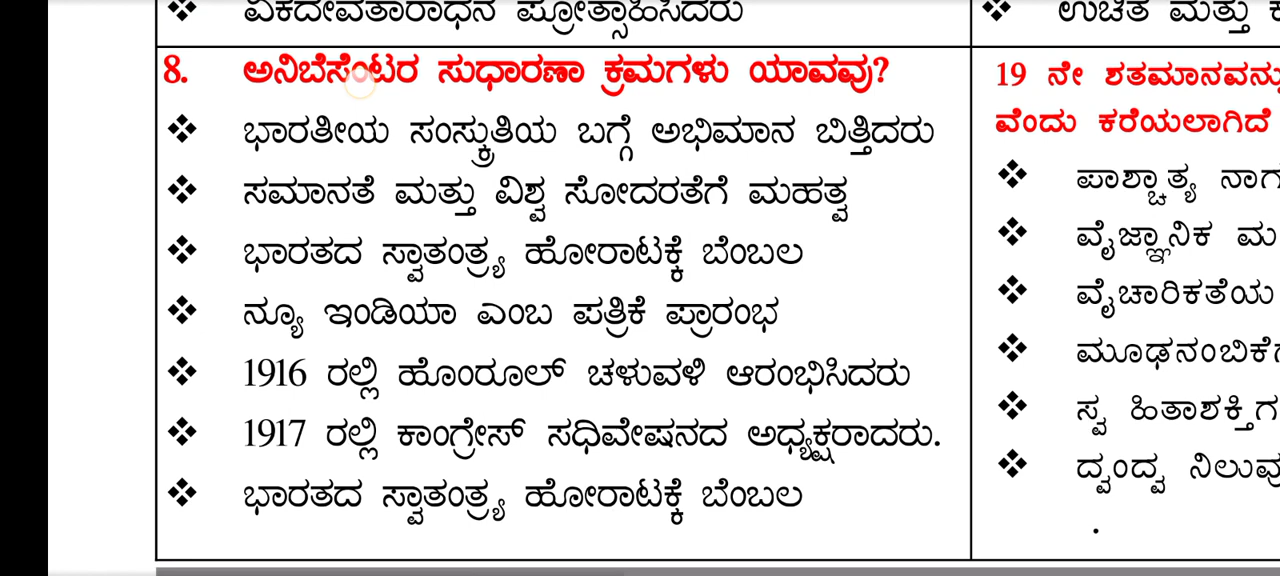 ಏಕದೇವತಾರಾಧನೆ ಪ್ರೋತ್ಸಾಹಿಸಿದರು
8. ಅನಿಬೆಸೆಂಟರ ಸುಧಾರಣಾ ಕ್ರಮಗಳು ಯಾವವು?
❖ ಭಾರತೀಯ ಸಂಸ್ಕ್ರುತಿಯ ಬಗ್ಗೆ ಅಭಿಮಾನ ಬಿತ್ತಿದರು
❖ ಸಮಾನತೆ ಮತ್ತು ವಿಶ್ವ ಸೋದರತೆಗೆ ಮಹತ್ವ
❖ ಭಾರತದ ಸ್ವಾತಂತ್ರ್ಯ ಹೋರಾಟಕ್ಕೆ ಬೆಂಬಲ
❖ ನ್ಯೂ ಇಂಡಿಯಾ ಎಂಬ ಪತ್ರಿಕೆ ಪ್ರಾರಂಭ
❖ 1916 ರಲ್ಲಿ ಹೊಂರೂಲ್ ಚಳುವಳಿ ಆರಂಭಿಸಿದರು
❖ 1917 ರಲ್ಲಿ ಕಾಂಗ್ರೇಸ್ ಸಧಿವೇಷನದ ಅಧ್ಯಕ್ಷರಾದರು.
❖ ಭಾರತದ ಸ್ವಾತಂತ್ರ್ಯ ಹೋರಾಟಕ್ಕೆ ಬೆಂಬಲ
❖ ಉಚಿತ ಮತ್ತು
19 ನೇ ಶತಮಾನವನ್ನು
ವೆಂದು ಕರೆಯಲಾಗಿದೆ
❖ ಪಾಶ್ಚಾತ್ಯ ನಾಗ
❖ ವೈಜ್ಞಾನಿಕ ಮ
❖ ವೈಚಾರಿಕತೆಯ
❖ ಮೂಢನಂಬಿಕೆ
❖ ಸ್ವ ಹಿತಾಶಕ್ತಿಗ
❖ ದ್ವಂದ್ವ ನಿಲುವು
.